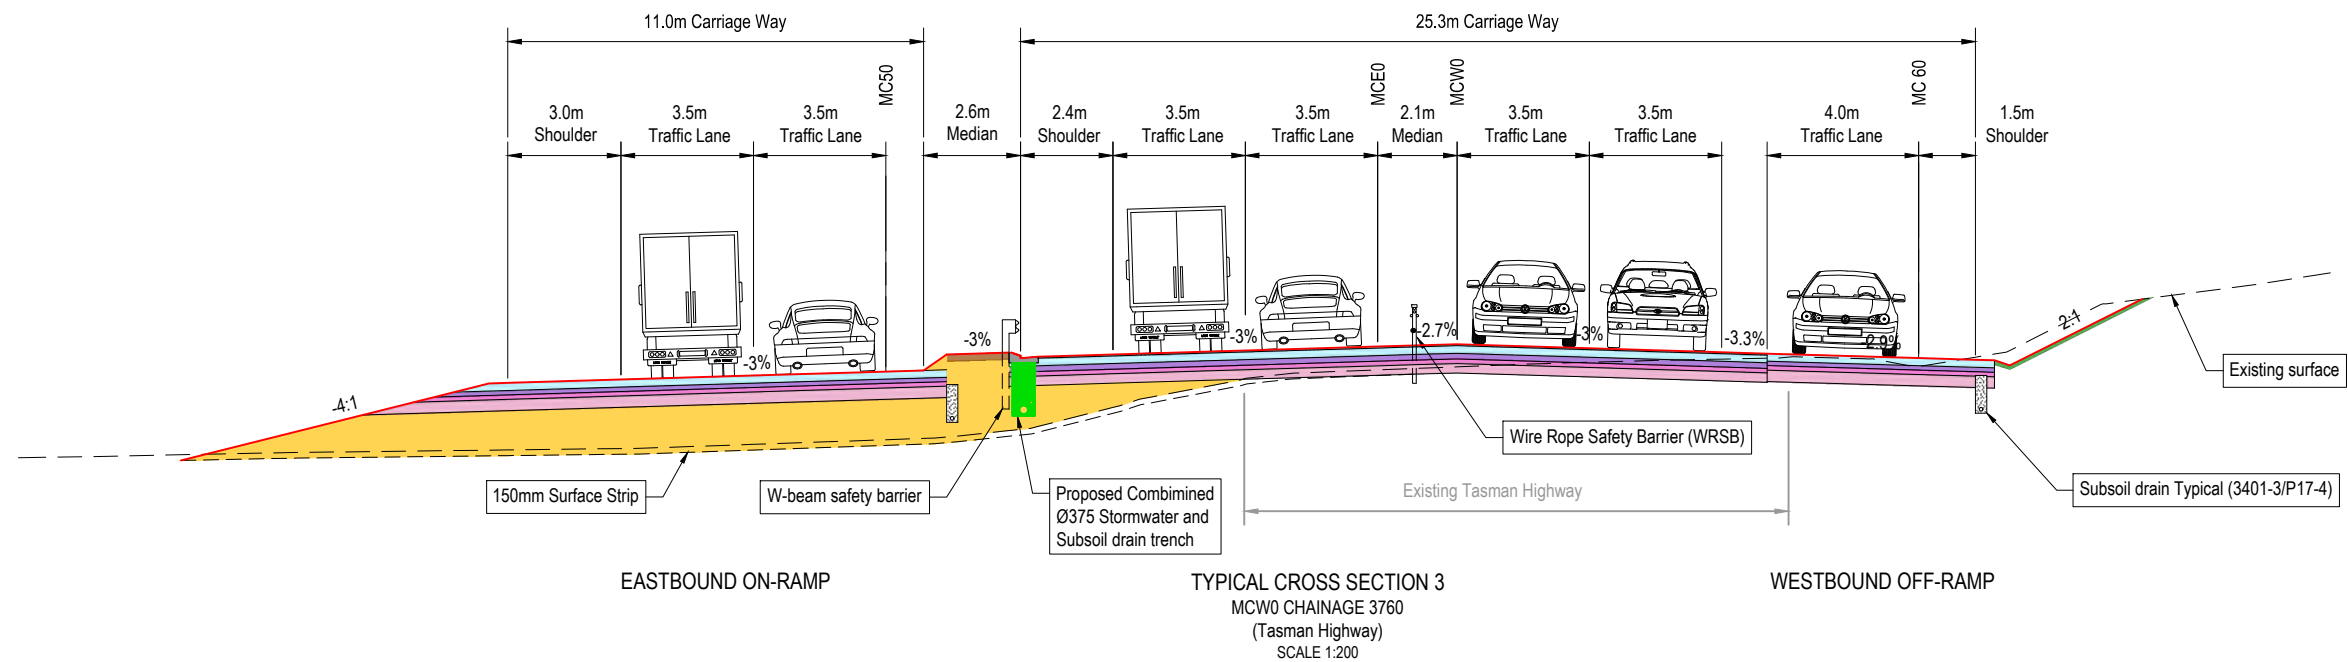 11.0m Carriage Way
25.3m Carriage Way
MC50
MCE0
MCW0
MC 60
3.0m
Shoulder
3.5m
Traffic Lane
3.5m
Traffic Lane
2.6m
Median
2.4m
Shoulder
3.5m
Traffic Lane
3.5m
Traffic Lane
2.1m
Median
3.5m
Traffic Lane
3.5m
Traffic Lane
4.0m
Traffic Lane
1.5m
Shoulder
-4:1
-3%
-3%
-3%
-2.7%
-3%
-3.3%
-2.9%
2:1
Existing surface
Wire Rope Safety Barrier (WRSB)
150mm Surface Strip
W-beam safety barrier
Proposed Combimined
Ø375 Stormwater and
Subsoil drain trench
Existing Tasman Highway
Subsoil drain Typical (3401-3/P17-4)
EASTBOUND ON-RAMP
TYPICAL CROSS SECTION 3
MCW0 CHAINAGE 3760
(Tasman Highway)
SCALE 1:200
WESTBOUND OFF-RAMP